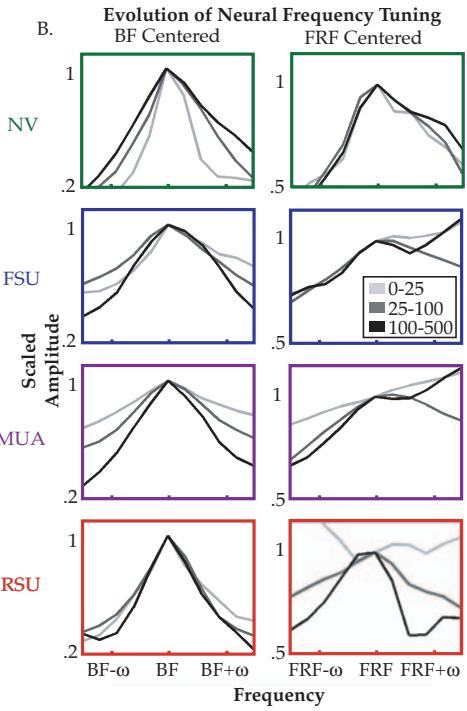 B.
Evolution of Neural Frequency Tuning
BF Centered
FRF Centered
NV
1
.2
1
.5
FSU
1
.2
1
.5
0-25
25-100
100-500
Scaled
Amplitude
MUA
1
.2
1
.5
RSU
1
.2
1
.5
BF-ω BF BF+ω
FRF-ω FRF FRF+ω
Frequency